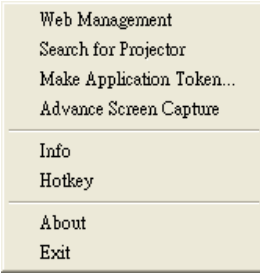 Web Management
Search for Projector
Make Application Token...
Advance Screen Capture
Info
Hotkey
About
Exit